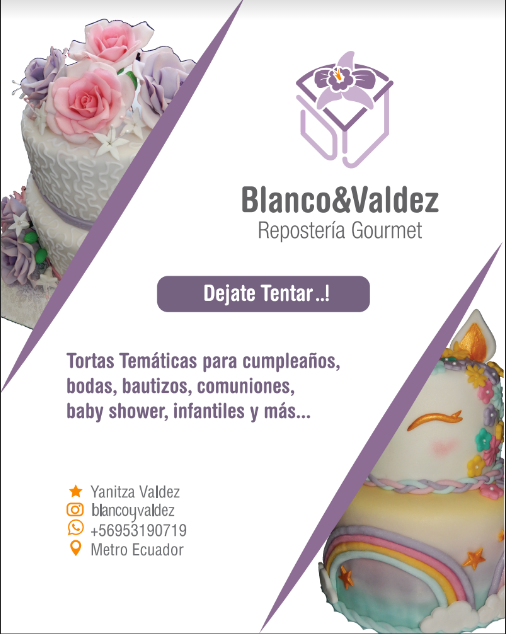 Blanco&Valdez
Repostería Gourmet
Dejate Tentar..!
Tortas Temáticas para cumpleaños,
bodas, bautizos, comuniones,
baby shower, infantiles y más...
Yanitza Valdez
blancoyvaldez
+56953190719
Metro Ecuador